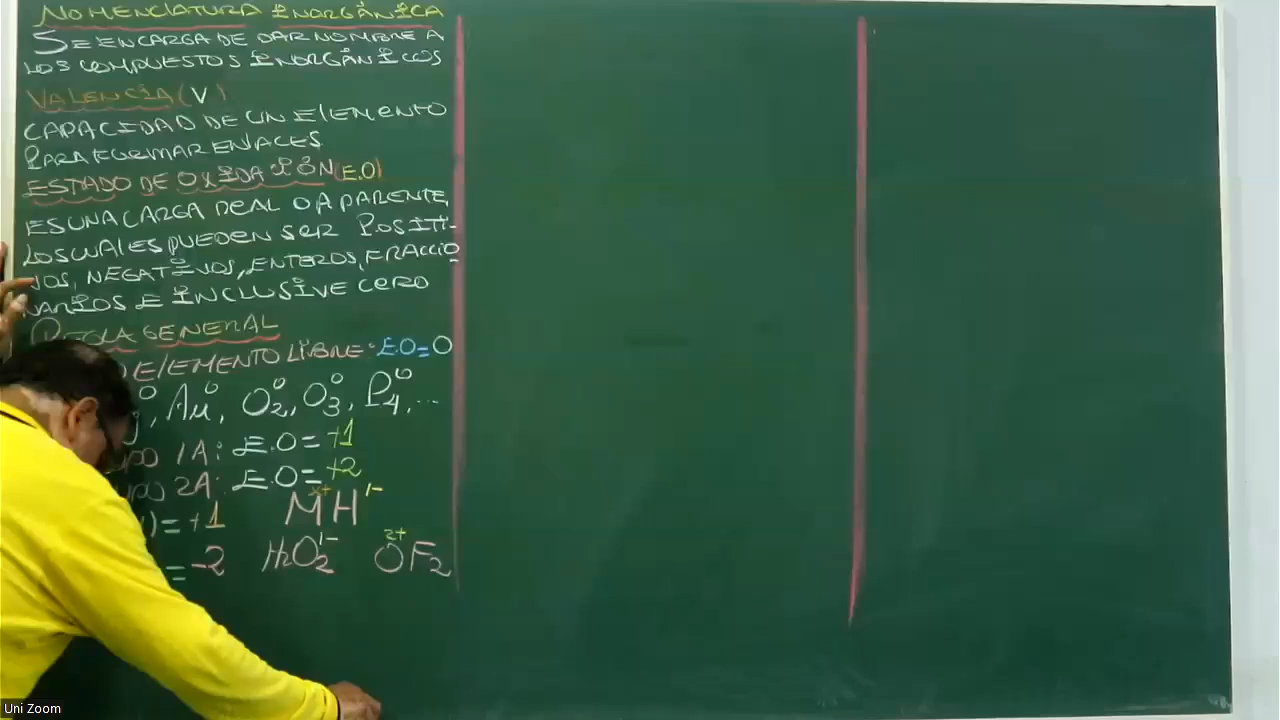 NOMENCLATURA INORGÁNICA
SE ENCARGA DE DAR NOMBRE A
LOS COMPUESTOS INORGÁNICOS
VALENCIA (V)
CAPACIDAD DE UN ELEMENTO
PARA FORMAR ENLACES
ESTADO DE OXIDACIÓN (E.O)
ES UNA CARGA REAL O APARENTE,
LOS CUALES PUEDEN SER POSITI-
VOS, NEGATIVOS, ENTEROS, FRACCIO-
NARIOS E INCLUSIVE CERO
REGLA GENERAL
ELEMENTO LIBRE: E.O=0
Au⁰, O₂⁰, O₃⁰, P₄⁰, ...
1A: E.O=+1
2A: E.O=+2
)=+1 Mˣ⁺H¹⁻
=-2 H₂O₂¹⁻ O²⁺F₂
Uni Zoom